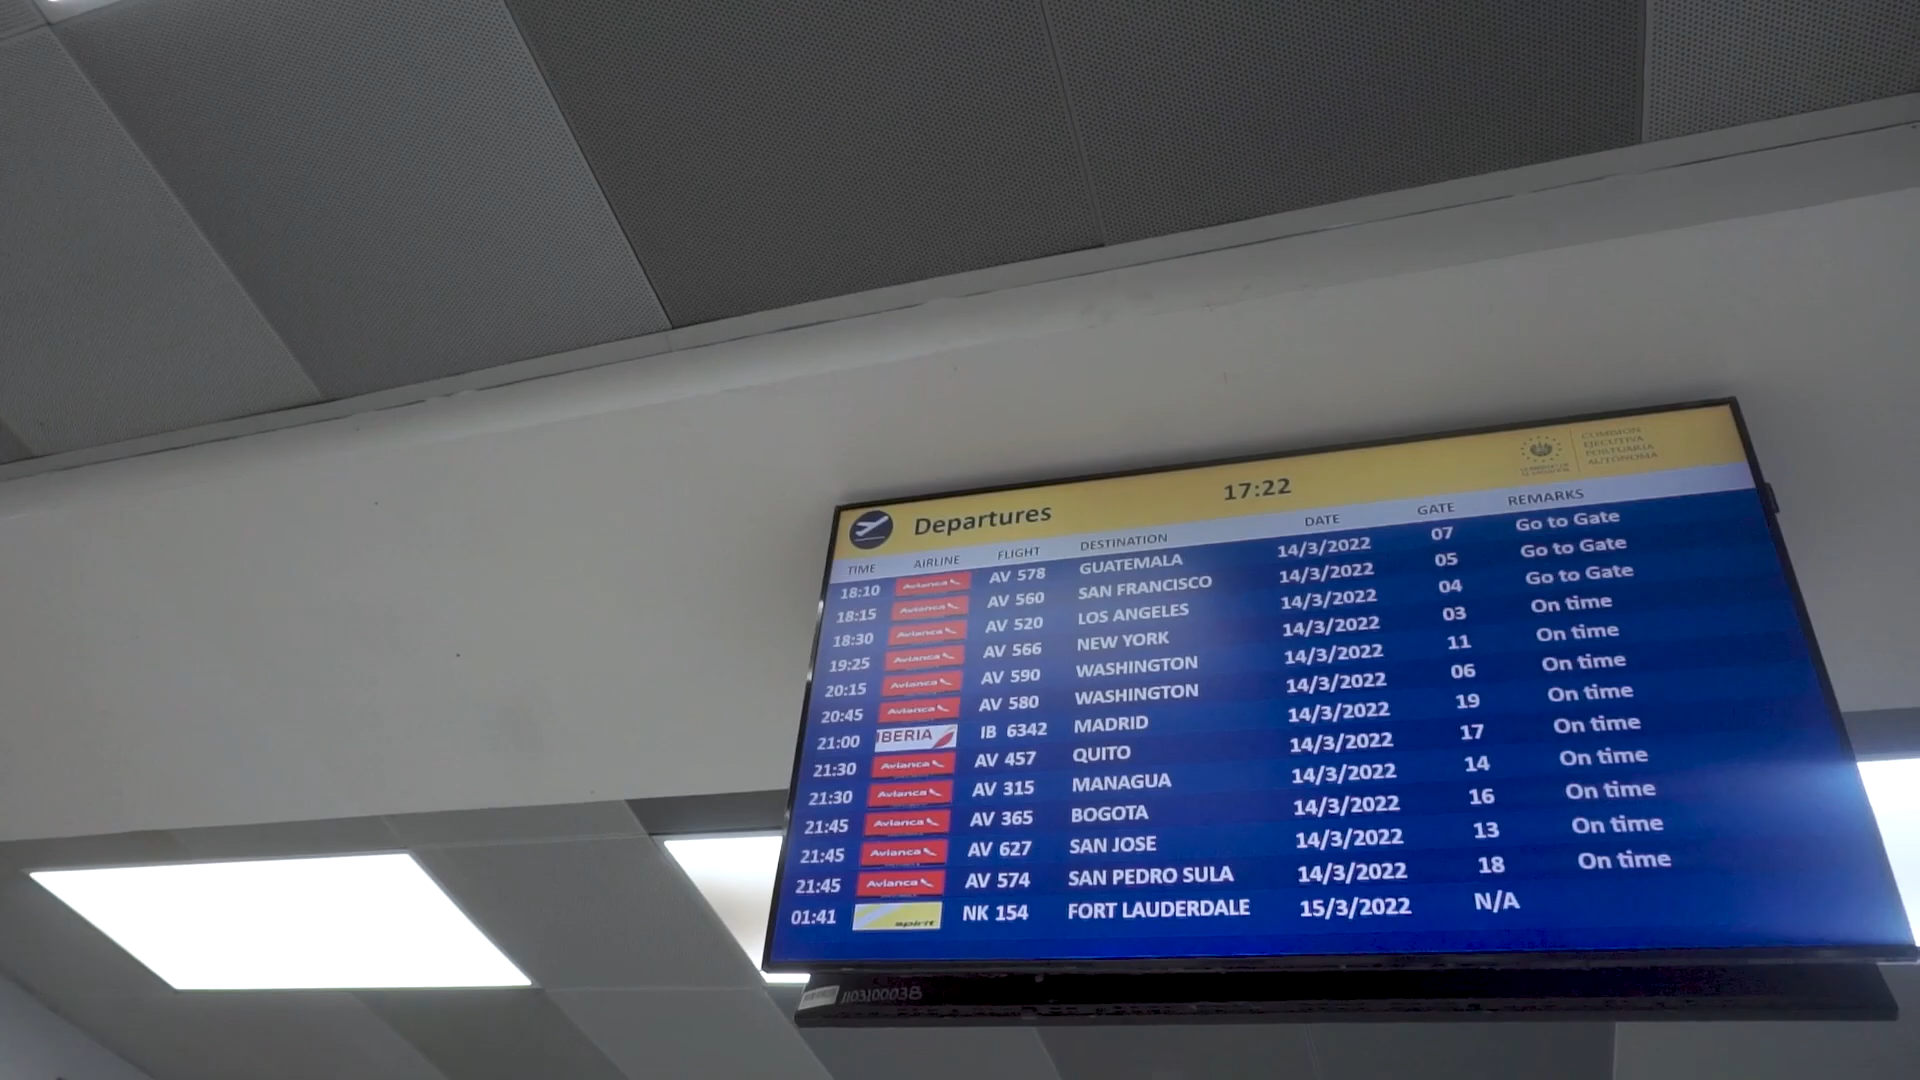 Departures 17:22 COMISIÓN
EJECUTIVA
PORTUARIA
AUTÓNOMA
TIME AIRLINE FLIGHT DESTINATION DATE GATE REMARKS
18:10 Avianca AV 578 GUATEMALA 14/3/2022 07 Go to Gate
18:15 Avianca AV 560 SAN FRANCISCO 14/3/2022 05 Go to Gate
18:30 Avianca AV 520 LOS ANGELES 14/3/2022 04 Go to Gate
19:25 Avianca AV 566 NEW YORK 14/3/2022 03 On time
20:15 Avianca AV 590 WASHINGTON 14/3/2022 11 On time
20:45 Avianca AV 580 WASHINGTON 14/3/2022 06 On time
21:00 IBERIA IB 6342 MADRID 14/3/2022 19 On time
21:30 Avianca AV 457 QUITO 14/3/2022 17 On time
21:30 Avianca AV 315 MANAGUA 14/3/2022 14 On time
21:45 Avianca AV 365 BOGOTA 14/3/2022 16 On time
21:45 Avianca AV 627 SAN JOSE 14/3/2022 13 On time
21:45 Avianca AV 574 SAN PEDRO SULA 14/3/2022 18 On time
01:41 spirit NK 154 FORT LAUDERDALE 15/3/2022 N/A